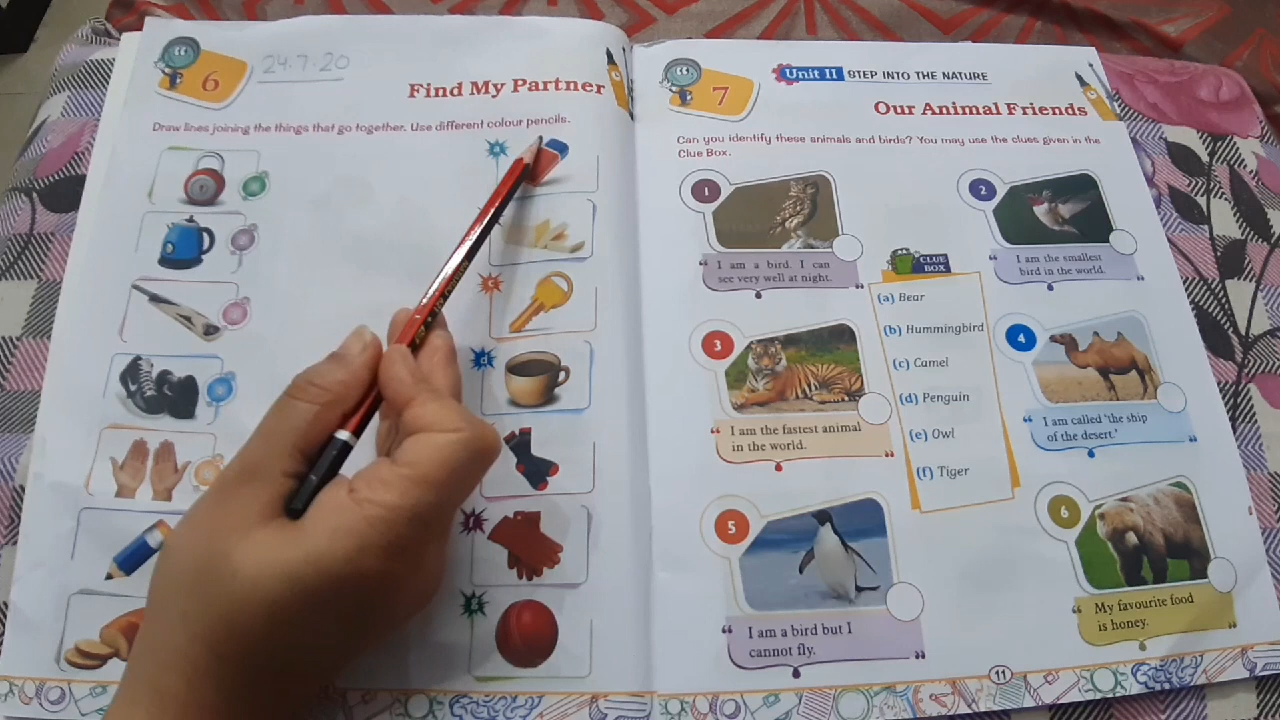 6
24.7.20
Find My Partner
Draw lines joining the things that go together. Use different colour pencils.
a
d
f
g
7
Unit II STEP INTO THE NATURE
Our Animal Friends
Can you identify these animals and birds? You may use the clues given in the
Clue Box.
1
“ I am a bird. I can
see very well at night. ”
2
“ I am the smallest
bird in the world. ”
CLUE
BOX
(a) Bear
(b) Hummingbird
(c) Camel
(d) Penguin
(e) Owl
(f) Tiger
3
“ I am the fastest animal
in the world. ”
4
“ I am called ‘the ship
of the desert.’ ”
5
“ I am a bird but I
cannot fly. ”
6
“ My favourite food
is honey. ”
11